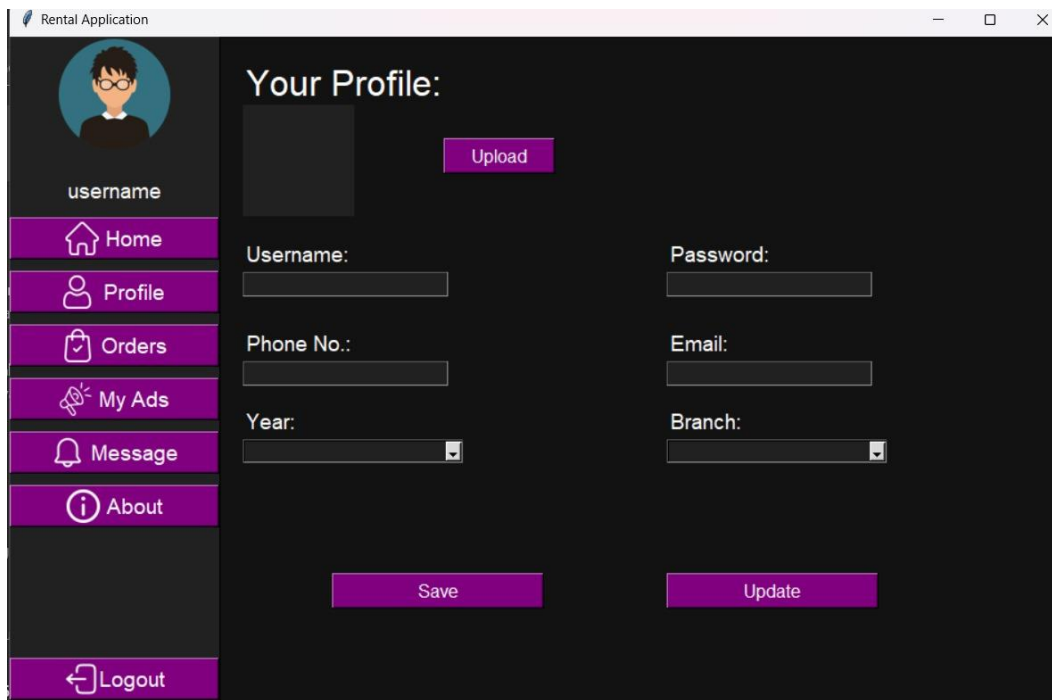 Rental Application
username
Home
Profile
Orders
My Ads
Message
About
Logout
Your Profile:
Upload
Username:
Password:
Phone No.:
Email:
Year:
Branch:
Save
Update